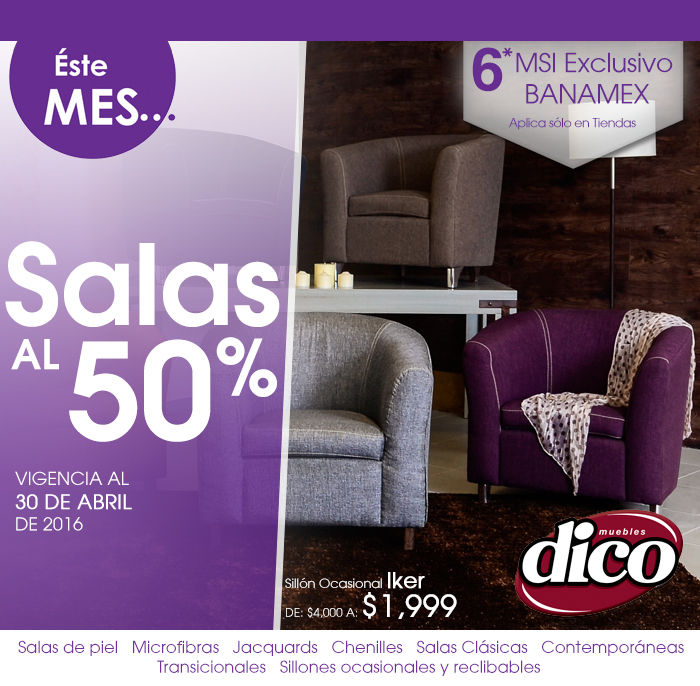 Éste
MES...
6* MSI Exclusivo
BANAMEX
Aplica sólo en Tiendas
Salas
AL 50%
VIGENCIA AL
30 DE ABRIL
DE 2016
muebles
dico
Sillón Ocasional Iker
DE: $4,000 A: $1,999
Salas de piel Microfibras Jacquards Chenilles Salas Clásicas Contemporáneas
Transicionales Sillones ocasionales y reclibables